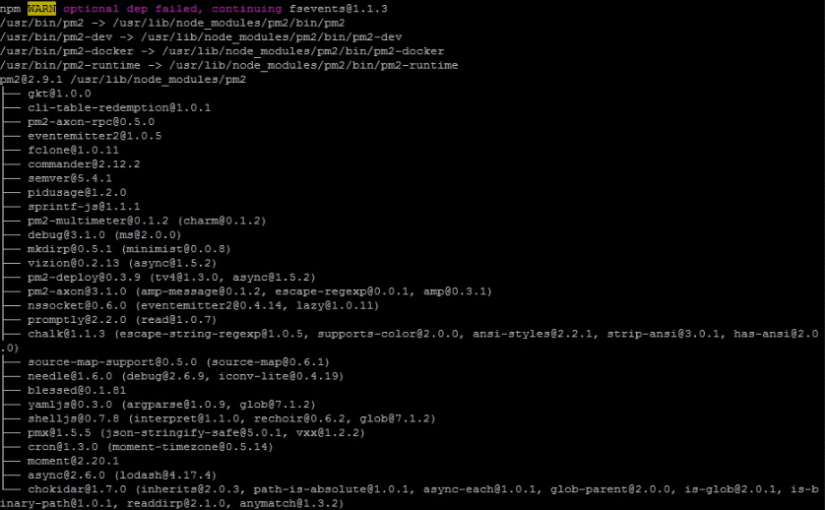 npm WARN optional dep failed, continuing fsevents@1.1.3
/usr/bin/pm2 -> /usr/lib/node_modules/pm2/bin/pm2
/usr/bin/pm2-dev -> /usr/lib/node_modules/pm2/bin/pm2-dev
/usr/bin/pm2-docker -> /usr/lib/node_modules/pm2/bin/pm2-docker
/usr/bin/pm2-runtime -> /usr/lib/node_modules/pm2/bin/pm2-runtime
pm2@2.9.1 /usr/lib/node_modules/pm2
├── gkt@1.0.0
├── cli-table-redemption@1.0.1
├── pm2-axon-rpc@0.5.0
├── eventemitter2@1.0.5
├── fclone@1.0.11
├── commander@2.12.2
├── semver@5.4.1
├── pidusage@1.2.0
├── sprintf-js@1.1.1
├── pm2-multimeter@0.1.2 (charm@0.1.2)
├── debug@3.1.0 (ms@2.0.0)
├── mkdirp@0.5.1 (minimist@0.0.8)
├── vizion@0.2.13 (async@1.5.2)
├── pm2-deploy@0.3.9 (tv4@1.3.0, async@1.5.2)
├── pm2-axon@3.1.0 (amp-message@0.1.2, escape-regexp@0.0.1, amp@0.3.1)
├── nssocket@0.6.0 (eventemitter2@0.4.14, lazy@1.0.11)
├── promptly@2.2.0 (read@1.0.7)
├── chalk@1.1.3 (escape-string-regexp@1.0.5, supports-color@2.0.0, ansi-styles@2.2.1, strip-ansi@3.0.1, has-ansi@2.0
.0)
├── source-map-support@0.5.0 (source-map@0.6.1)
├── needle@1.6.0 (debug@2.6.9, iconv-lite@0.4.19)
├── blessed@0.1.81
├── yamljs@0.3.0 (argparse@1.0.9, glob@7.1.2)
├── shelljs@0.7.8 (interpret@1.1.0, rechoir@0.6.2, glob@7.1.2)
├── pmx@1.5.5 (json-stringify-safe@5.0.1, vxx@1.2.2)
├── cron@1.3.0 (moment-timezone@0.5.14)
├── moment@2.20.1
├── async@2.6.0 (lodash@4.17.4)
└── chokidar@1.7.0 (inherits@2.0.3, path-is-absolute@1.0.1, async-each@1.0.1, glob-parent@2.0.0, is-glob@2.0.1, is-b
inary-path@1.0.1, readdirp@2.1.0, anymatch@1.3.2)